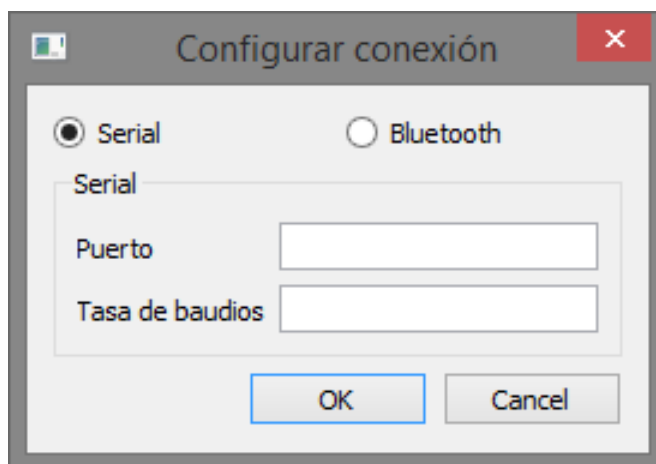 Configurar conexión
Serial Bluetooth
Serial
Puerto
Tasa de baudios
OK Cancel